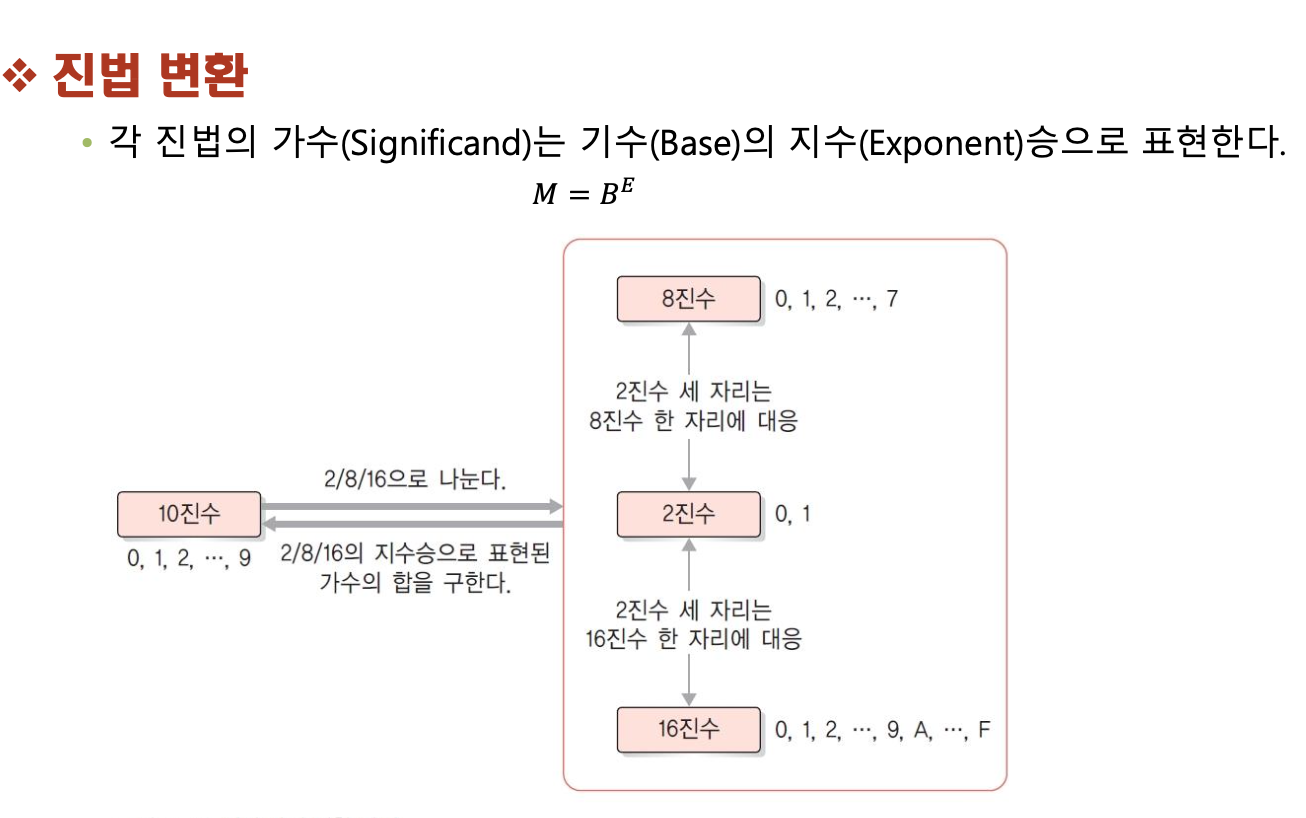 ❖ 진법 변환
• 각 진법의 가수(Significand)는 기수(Base)의 지수(Exponent)승으로 표현한다.
M = B^E
8진수 0, 1, 2, ⋯, 7
2진수 세 자리는
8진수 한 자리에 대응
2/8/16으로 나눈다.
10진수
0, 1, 2, ⋯, 9
2/8/16의 지수승으로 표현된
가수의 합을 구한다.
2진수 0, 1
2진수 세 자리는
16진수 한 자리에 대응
16진수 0, 1, 2, ⋯, 9, A, ⋯, F